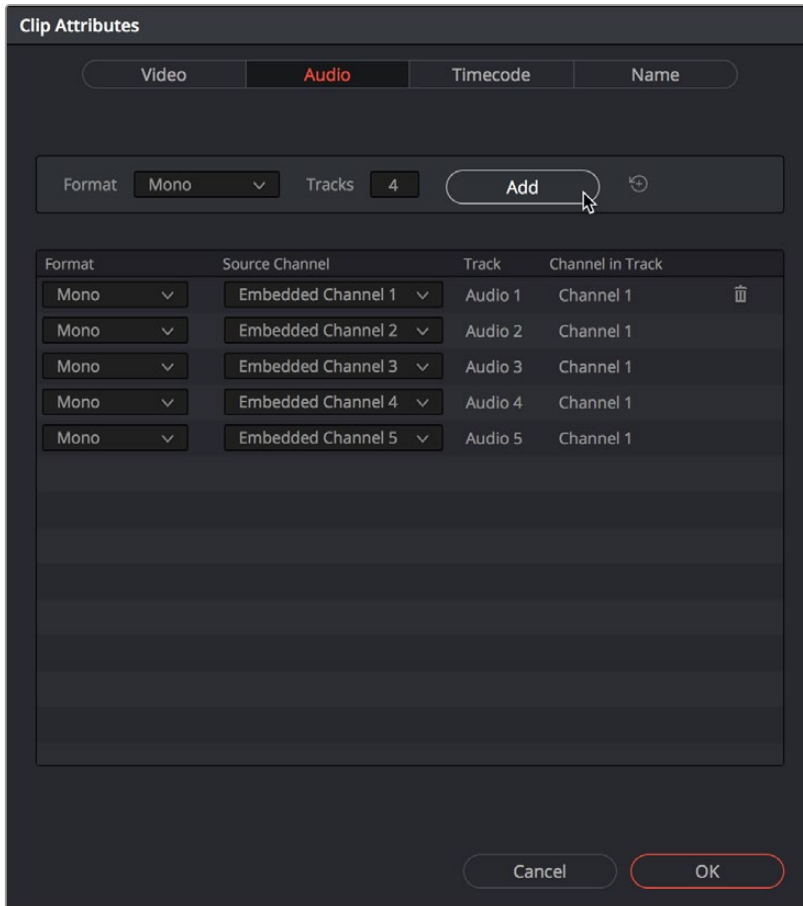 Clip Attributes
Video Audio Timecode Name
Format Mono Tracks 4 Add
Format Source Channel Track Channel in Track
Mono Embedded Channel 1 Audio 1 Channel 1
Mono Embedded Channel 2 Audio 2 Channel 1
Mono Embedded Channel 3 Audio 3 Channel 1
Mono Embedded Channel 4 Audio 4 Channel 1
Mono Embedded Channel 5 Audio 5 Channel 1
Cancel OK